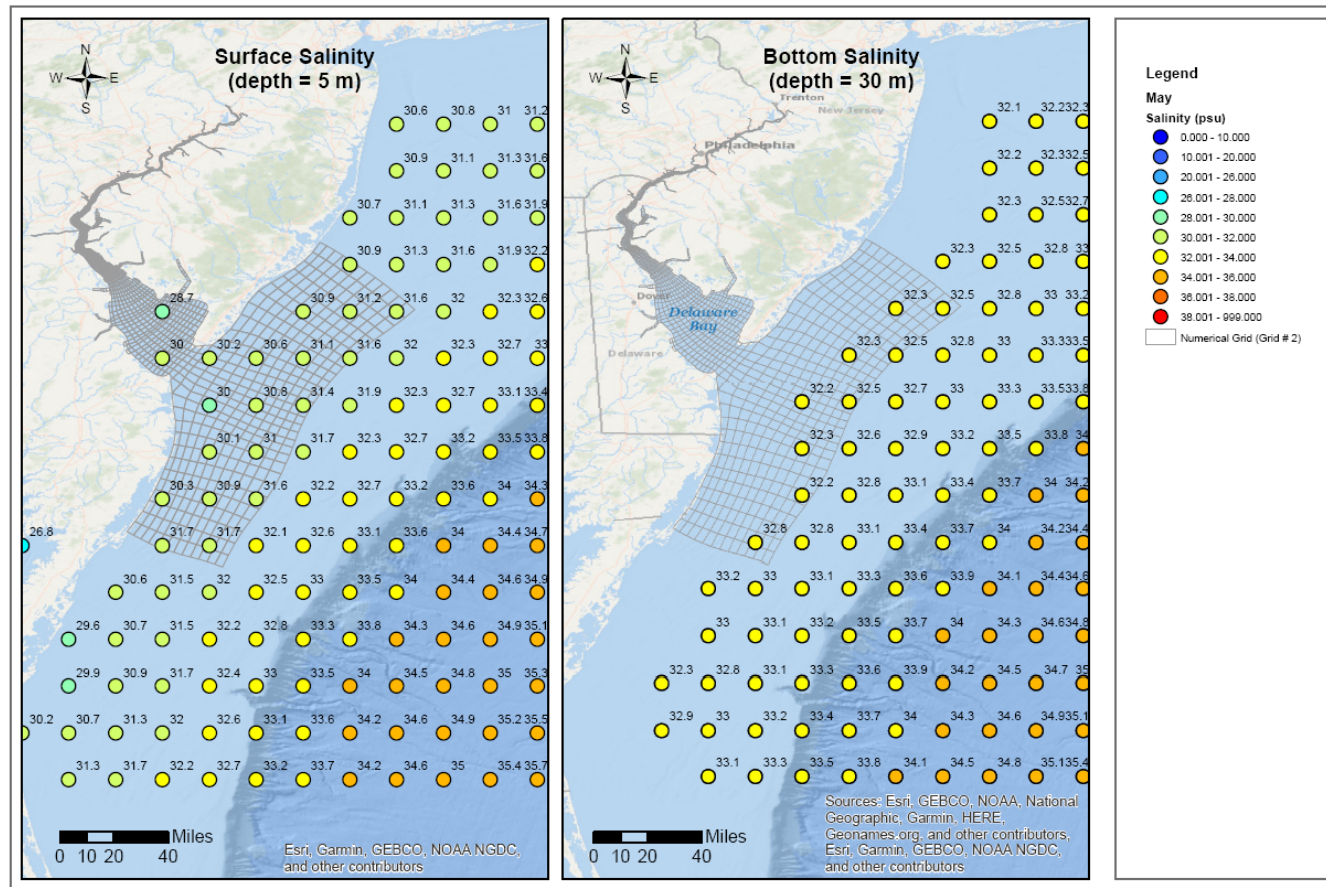 Surface Salinity
(depth = 5 m)
N
W E
S
30.6 30.8 31 31.2
30.9 31.1 31.3 31.6
30.7 31.1 31.3 31.6 31.9
30.9 31.3 31.6 31.9 32.2
28.7 30.9 31.2 31.6 32 32.3 32.6
30 30.2 30.6 31.1 31.6 32 32.3 32.7 33
30 30.8 31.4 31.9 32.3 32.7 33.1 33.4
30.1 31 31.7 32.3 32.7 33.2 33.5 33.8
30.3 30.9 31.6 32.2 32.7 33.2 33.6 34 34.3
26.8 31.7 31.7 32.1 32.6 33.1 33.6 34 34.4 34.7
30.6 31.5 32 32.5 33 33.5 34 34.4 34.6 34.9
29.6 30.7 31.5 32.2 32.8 33.3 33.8 34.3 34.6 34.9 35.1
29.9 30.9 31.7 32.4 33 33.5 34 34.5 34.8 35 35.3
30.2 30.7 31.3 32 32.6 33.1 33.6 34.2 34.6 34.9 35.2 35.5
31.3 31.7 32.2 32.7 33.2 33.7 34.2 34.6 35 35.4 35.7
Miles
0 10 20 40
Esri, Garmin, GEBCO, NOAA NGDC,
and other contributors
Bottom Salinity
(depth = 30 m)
N
W E
S
Trenton
New Jersey
Philadelphia
Dover
Delaware
Bay
Delaware
32.1 32.2 32.3
32.2 32.3 32.5
32.3 32.5 32.7
32.3 32.5 32.8 33
32.3 32.5 32.8 33 33.2
32.3 32.5 32.8 33 33.3 33.5
32.2 32.5 32.7 33 33.3 33.5 33.8
32.3 32.6 32.9 33.2 33.5 33.8 34
32.2 32.8 33.1 33.4 33.7 34 34.2
32.8 32.8 33.1 33.4 33.7 34 34.2 34.4
33.2 33 33.1 33.3 33.6 33.9 34.1 34.4 34.6
33 33.1 33.2 33.5 33.7 34 34.3 34.6 34.8
32.3 32.8 33.1 33.3 33.6 33.9 34.2 34.5 34.7 35
32.9 33 33.2 33.4 33.7 34 34.3 34.6 34.9 35.1
33.1 33.3 33.5 33.8 34.1 34.5 34.8 35.1 35.4
Miles
0 10 20 40
Sources: Esri, GEBCO, NOAA, National
Geographic, Garmin, HERE,
Geonames.org, and other contributors,
Esri, Garmin, GEBCO, NOAA NGDC,
and other contributors
Legend
May
Salinity (psu)
0.000 - 10.000
10.001 - 20.000
20.001 - 26.000
26.001 - 28.000
28.001 - 30.000
30.001 - 32.000
32.001 - 34.000
34.001 - 36.000
36.001 - 38.000
38.001 - 999.000
Numerical Grid (Grid # 2)